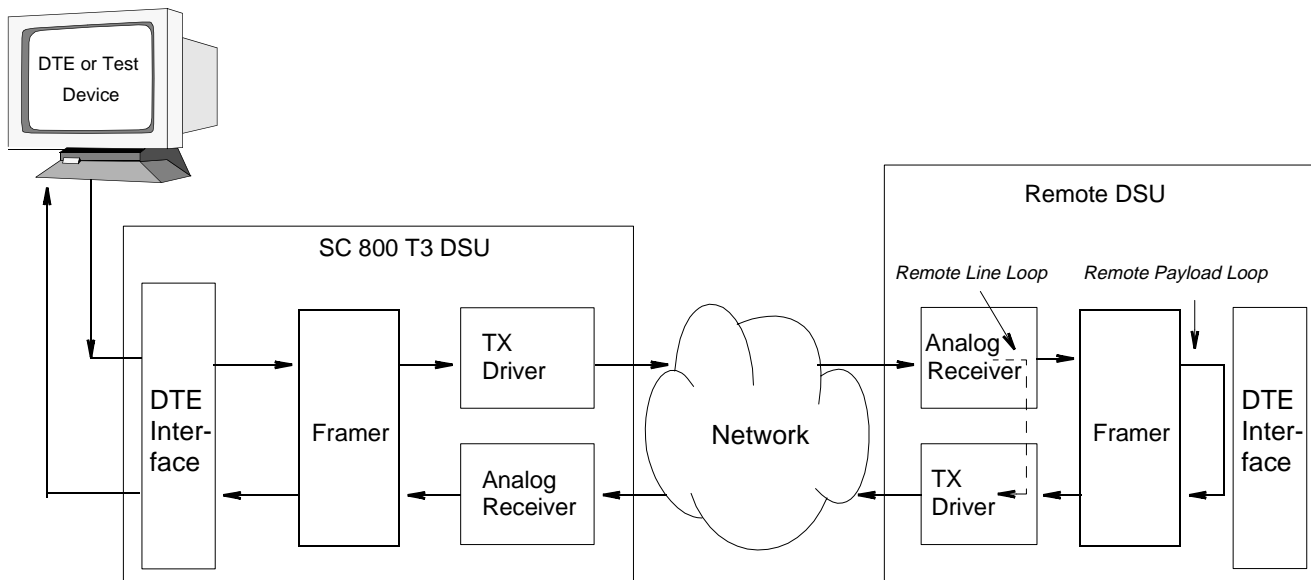 DTE or Test
Device
SC 800 T3 DSU
Remote DSU
Remote Line Loop
Remote Payload Loop
DTE
Inter-
face
Framer
TX
Driver
Analog
Receiver
Network
Analog
Receiver
TX
Driver
Framer
DTE
Inter-
face